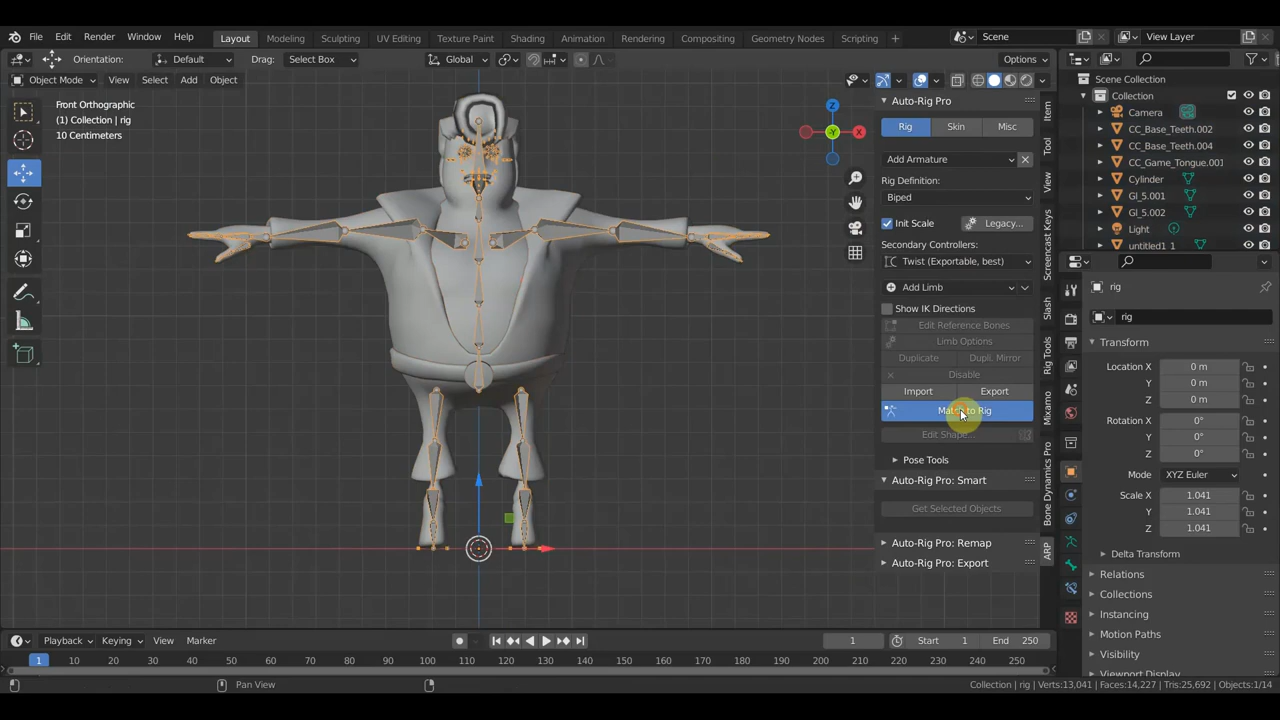 File Edit Render Window Help Layout Modeling Sculpting UV Editing Texture Paint Shading Animation Rendering Compositing Geometry Nodes Scripting + Scene View Layer
Orientation: Default Drag: Select Box Global Options
Object Mode View Select Add Object
Front Orthographic
(1) Collection | rig
10 Centimeters
Z
Y
X
Auto-Rig Pro
Rig Skin Misc
Add Armature
Rig Definition:
Biped
Init Scale Legacy...
Secondary Controllers:
Twist (Exportable, best)
Add Limb
Show IK Directions
Edit Reference Bones
Limb Options
Duplicate Dupli. Mirror
Disable
Import Export
to Rig
Edit Shape...
Pose Tools
Auto-Rig Pro: Smart
Get Selected Objects
Auto-Rig Pro: Remap
Auto-Rig Pro: Export
Item
Tool
View
Screencast Keys
Slash
Rig Tools
Mixamo
Bone Dynamics Pro
ARP
Scene Collection
Collection
Camera
CC_Base_Teeth.002
CC_Base_Teeth.004
CC_Game_Tongue.001
Cylinder
GI_5.001
GI_5.002
Light
untitled1_1
rig
rig
Transform
Location X 0 m
Y 0 m
Z 0 m
Rotation X 0°
Y 0°
Z 0°
Mode XYZ Euler
Scale X 1.041
Y 1.041
Z 1.041
Delta Transform
Relations
Collections
Instancing
Motion Paths
Visibility
Viewport Display
Playback Keying View Marker 1 Start 1 End 250
1 10 20 30 40 50 60 70 80 90 100 110 120 130 140 150 160 170 180 190 200 210 220 230 240 250
Pan View Collection | rig | Verts:13,041 | Faces:14,227 | Tris:25,692 | Objects:1/14